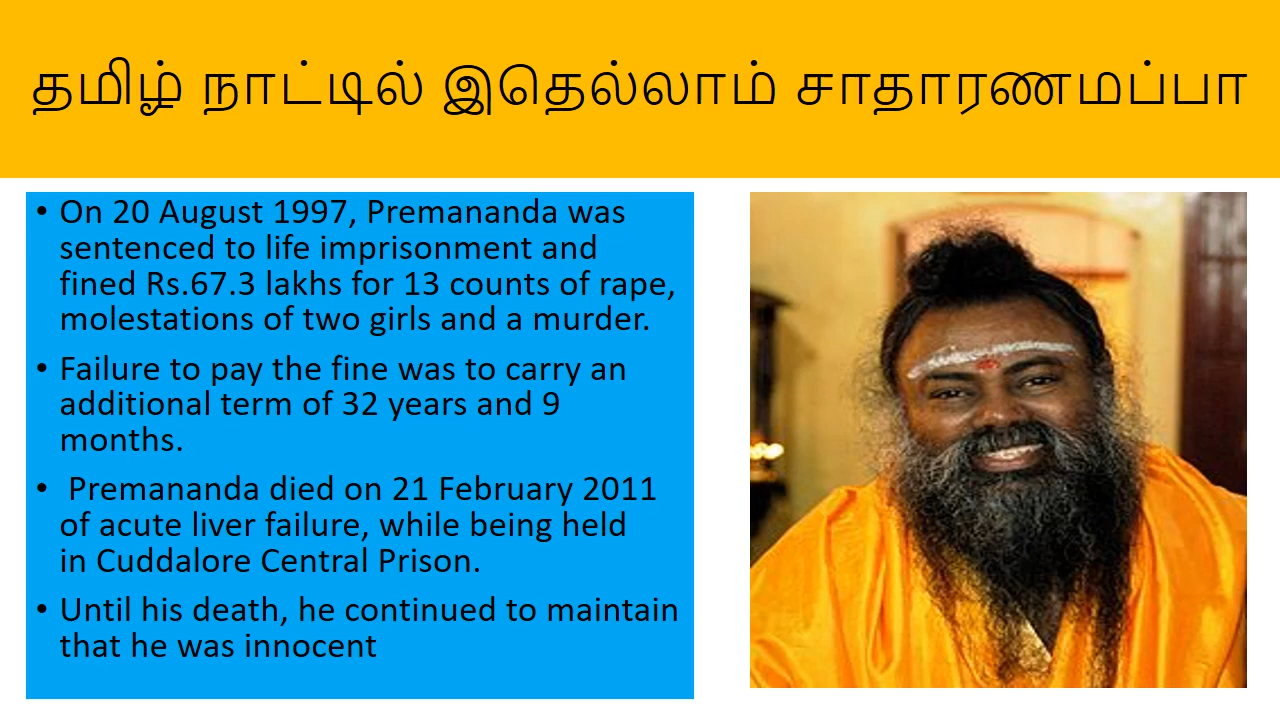 தமிழ் நாட்டில் இதெல்லாம் சாதாரணமப்பா
• On 20 August 1997, Premananda was
sentenced to life imprisonment and
fined Rs.67.3 lakhs for 13 counts of rape,
molestations of two girls and a murder.
• Failure to pay the fine was to carry an
additional term of 32 years and 9
months.
• Premananda died on 21 February 2011
of acute liver failure, while being held
in Cuddalore Central Prison.
• Until his death, he continued to maintain
that he was innocent